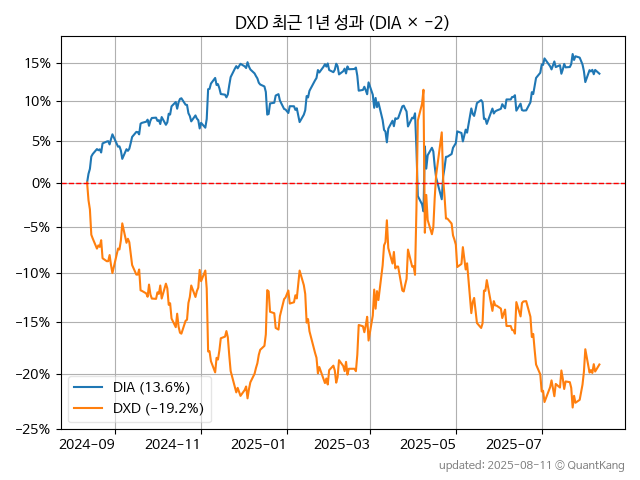 DXD 최근 1년 성과 (DIA × −2)
15%
10%
5%
0%
−5%
−10%
−15%
−20%
−25%
DIA (13.6%)
DXD (−19.2%)
2024−09 2024−11 2025−01 2025−03 2025−05 2025−07
updated: 2025-08-11 © QuantKang